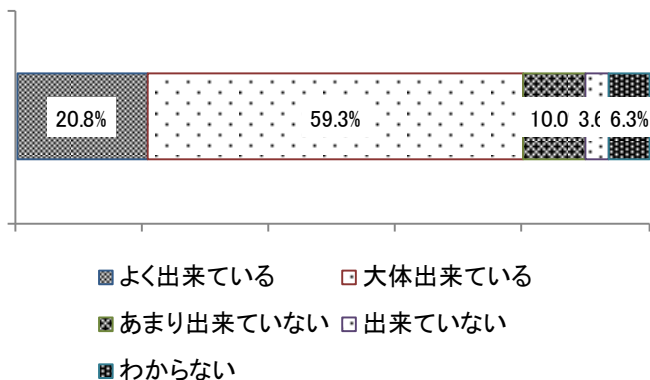 20.8% 59.3% 10.0 3.6 6.3%
よく出来ている 大体出来ている
あまり出来ていない 出来ていない
わからない